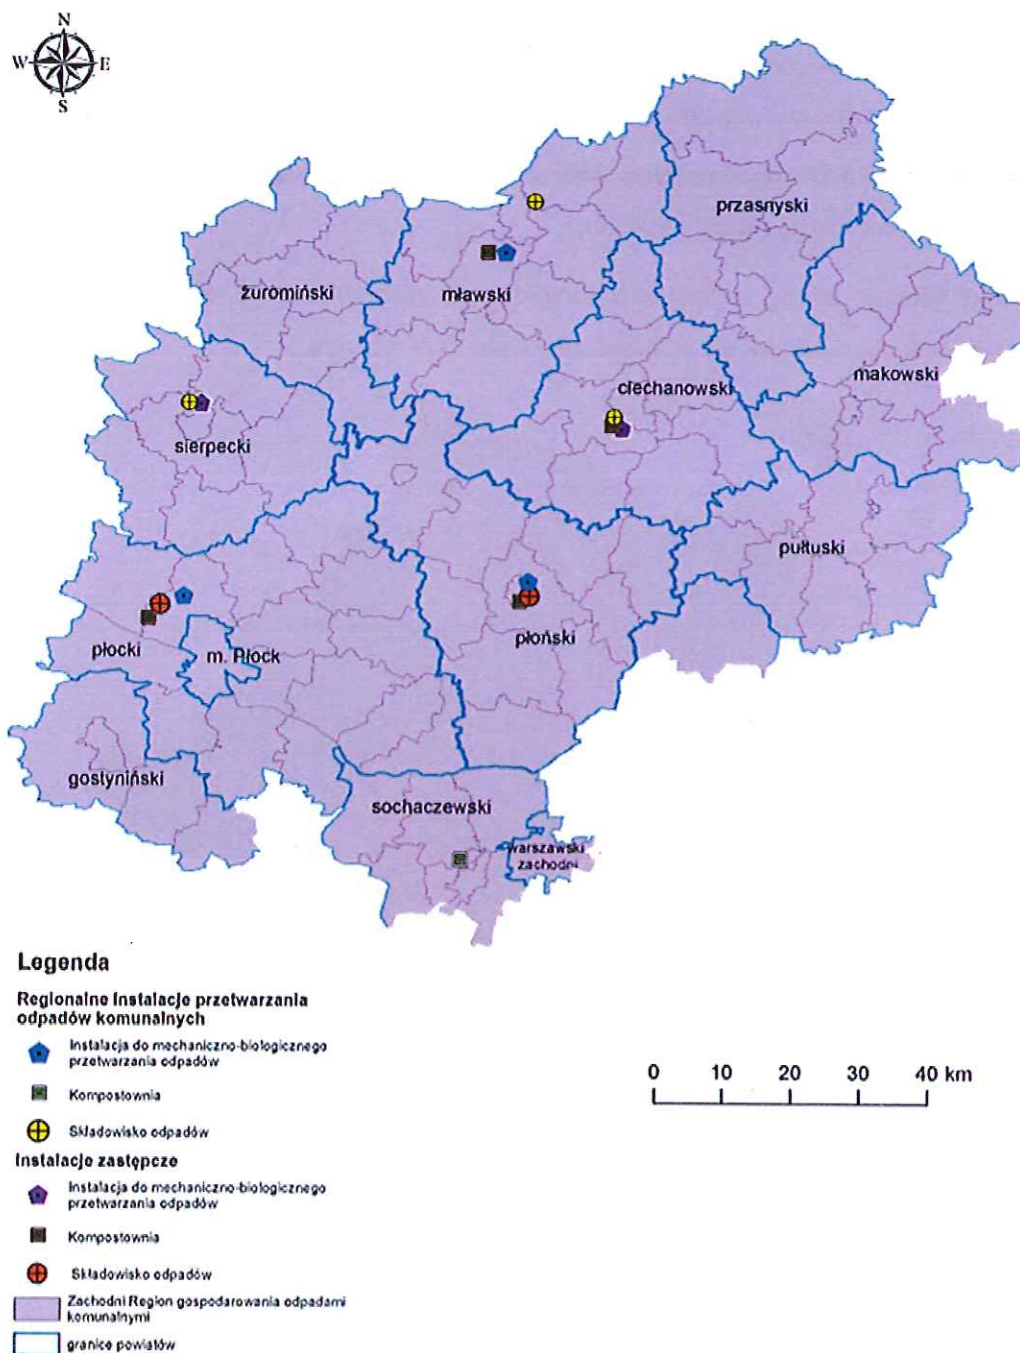 N
W E
S
przasnyski
żuromiński
mławski
makowski
ciechanowski
sierpecki
pułtuski
płoński
płocki
m. Płock
gostyniński
sochaczewski
warszawski
zachodni
Legenda
Regionalne Instalacje przetwarzania
odpadów komunalnych
Instalacja do mechaniczno-biologicznego
przetwarzania odpadów
Kompostownia
Składowisko odpadów
Instalacje zastępcze
Instalacja do mechaniczno-biologicznego
przetwarzania odpadów
Kompostownia
Składowisko odpadów
Zachodni Region gospodarowania odpadami
komunalnymi
granice powiatów
0 10 20 30 40 km